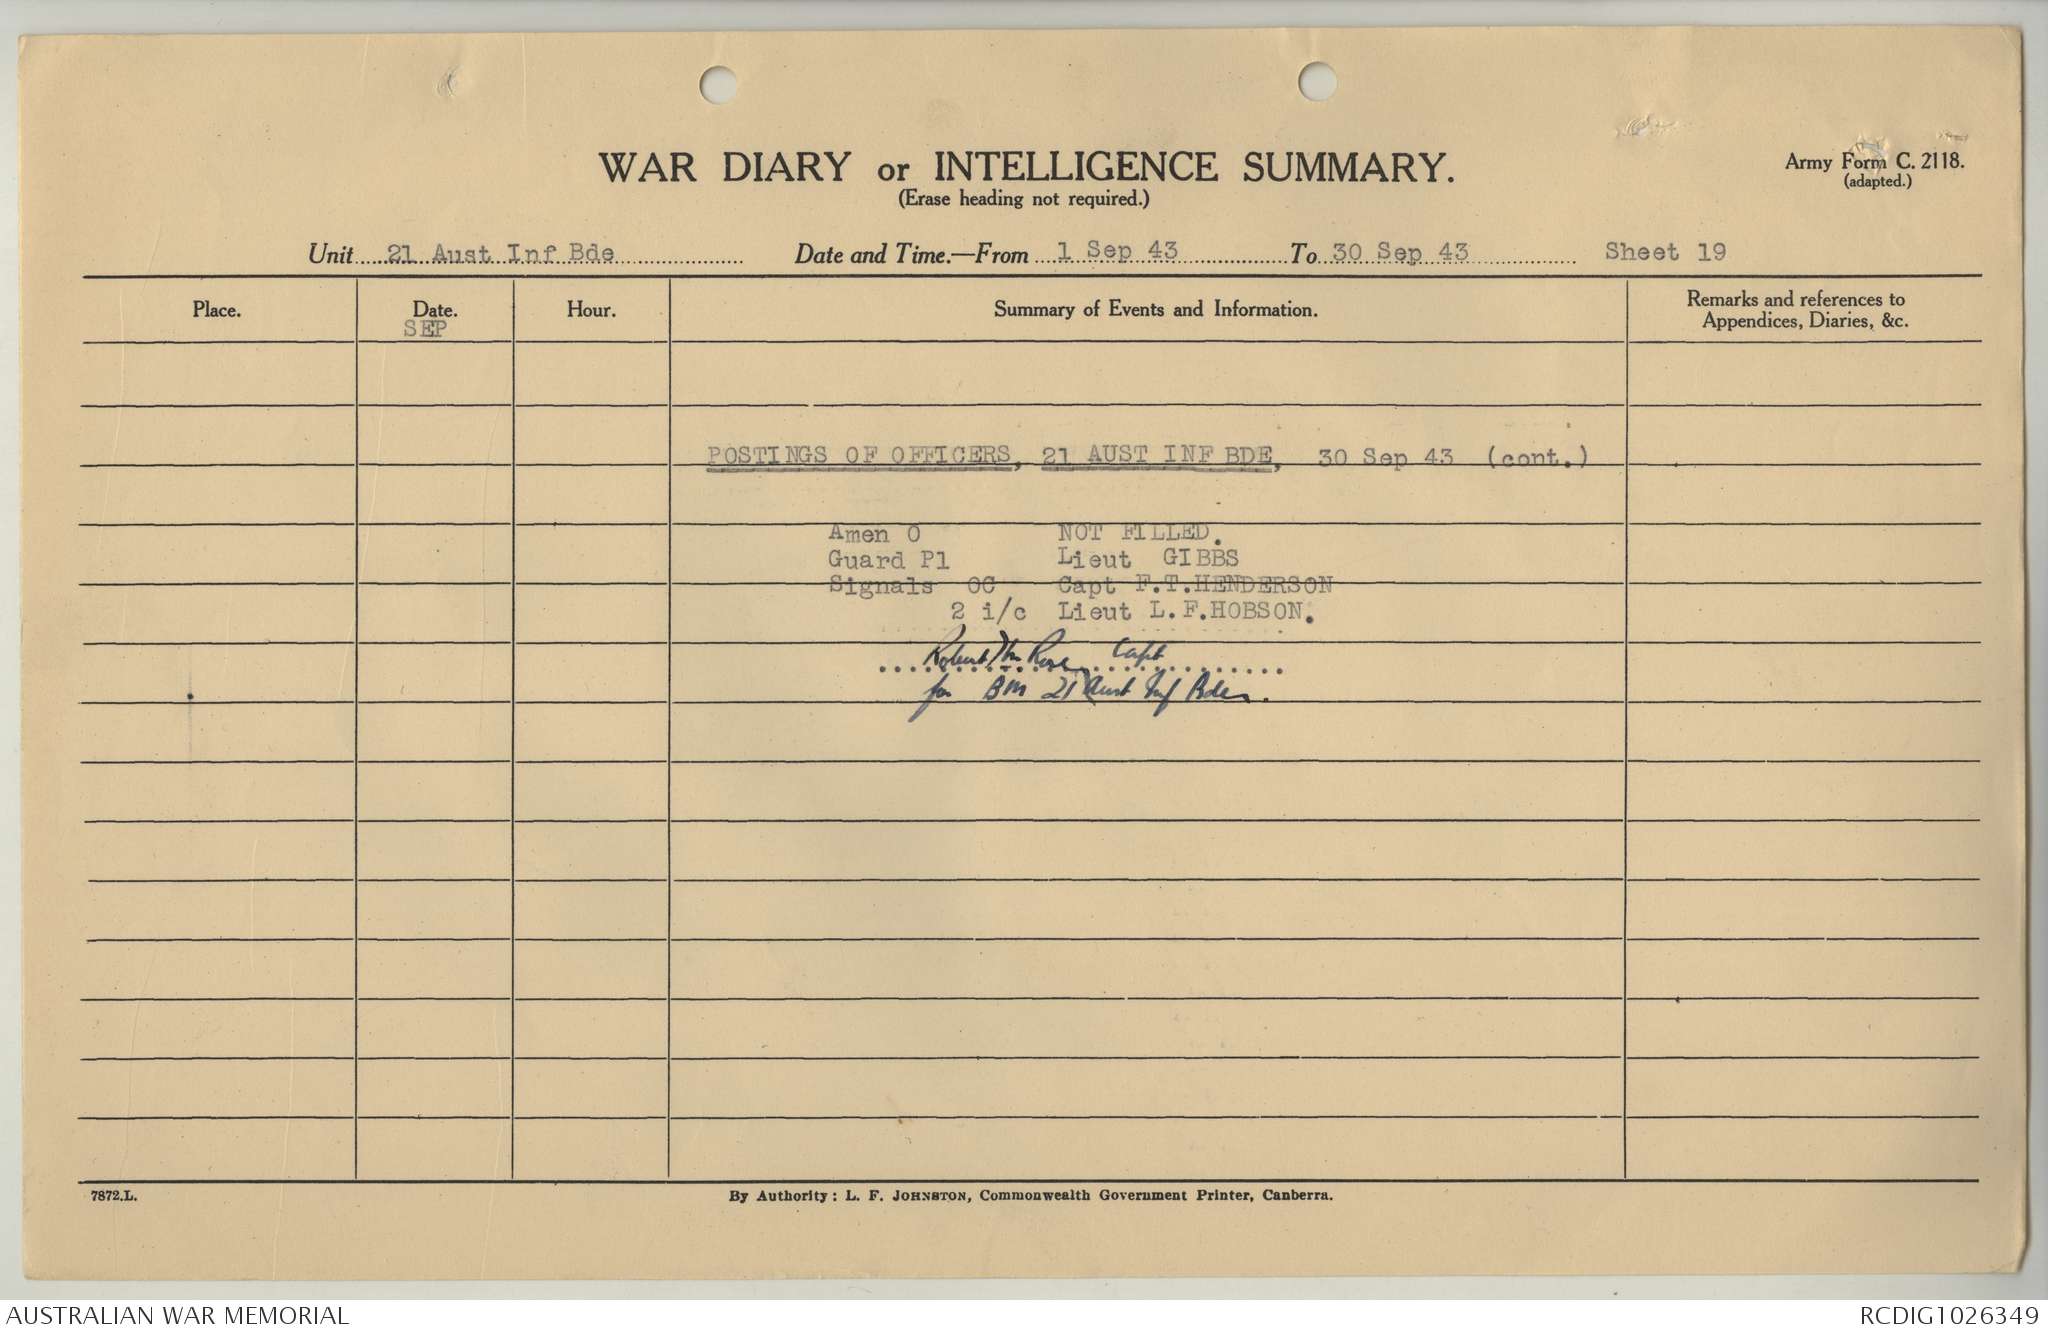 WAR DIARY or INTELLIGENCE SUMMARY.
(Erase heading not required.)
Army Form C. 2118.
(adapted.)
Unit 21 Aust Inf Bde Date and Time.—From 1 Sep 43 To 30 Sep 43 Sheet 19
Place. Date. Hour. Summary of Events and Information. Remarks and references to
Appendices, Diaries, &c.
SEP
POSTINGS OF OFFICERS, 21 AUST INF BDE, 30 Sep 43 (cont.)
Amen O NOT FILLED.
Guard Pl Lieut GIBBS
Signals OC Capt F.T.HENDERSON
2 i/c Lieut L.F.HOBSON.
Robert Rose Capt
for BM 21 Aust Inf Bde.
7872.L.
By Authority: L. F. JOHNSTON, Commonwealth Government Printer, Canberra.
AUSTRALIAN WAR MEMORIAL
RCDIG1026349